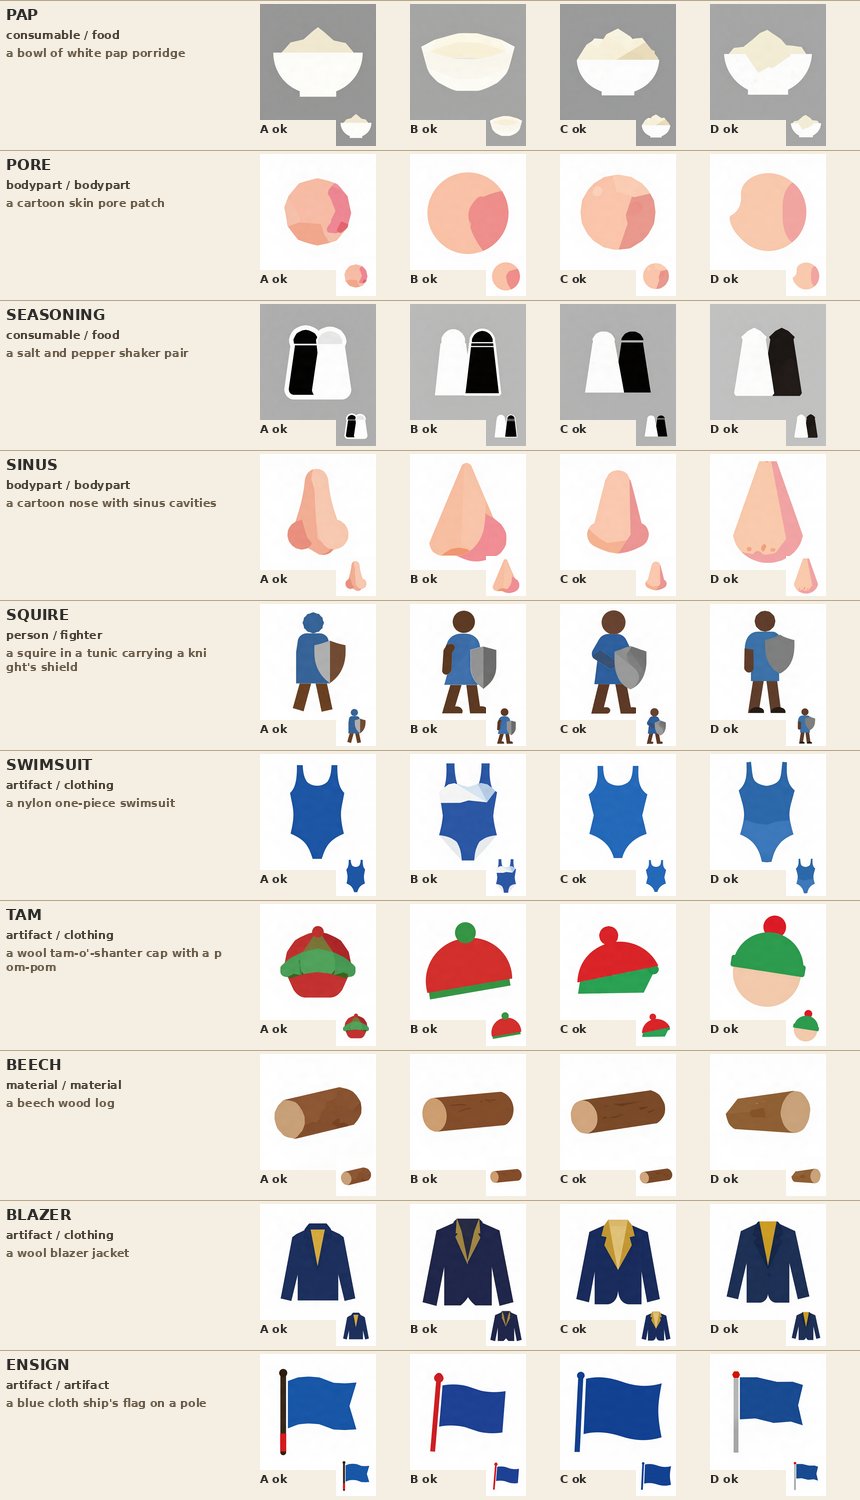 PAP
consumable / food
a bowl of white pap porridge
A ok B ok C ok D ok
PORE
bodypart / bodypart
a cartoon skin pore patch
A ok B ok C ok D ok
SEASONING
consumable / food
a salt and pepper shaker pair
A ok B ok C ok D ok
SINUS
bodypart / bodypart
a cartoon nose with sinus cavities
A ok B ok C ok D ok
SQUIRE
person / fighter
a squire in a tunic carrying a kni
ght's shield
A ok B ok C ok D ok
SWIMSUIT
artifact / clothing
a nylon one-piece swimsuit
A ok B ok C ok D ok
TAM
artifact / clothing
a wool tam-o'-shanter cap with a p
om-pom
A ok B ok C ok D ok
BEECH
material / material
a beech wood log
A ok B ok C ok D ok
BLAZER
artifact / clothing
a wool blazer jacket
A ok B ok C ok D ok
ENSIGN
artifact / artifact
a blue cloth ship's flag on a pole
A ok B ok C ok D ok